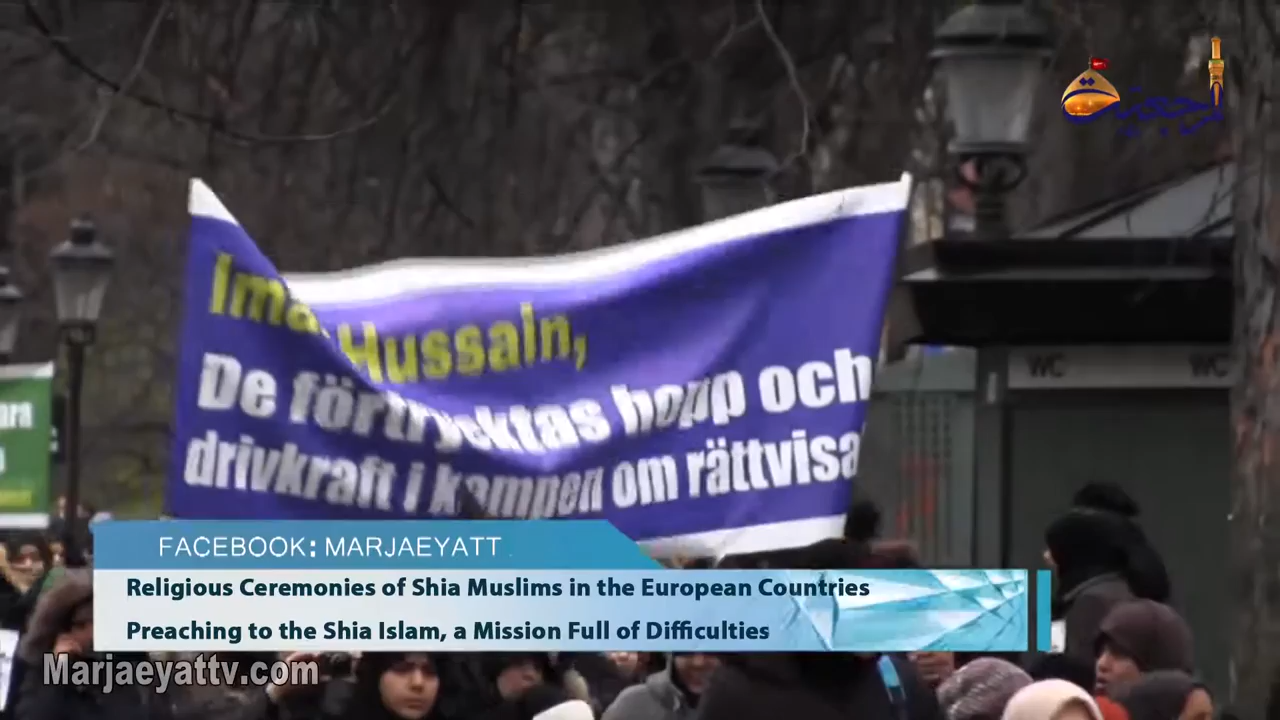 مرجعیت
Imam Hussain,
De förtrycktas hopp och
drivkraft i kampen om rättvisa
WC WC
FACEBOOK: MARJAEYATT
Religious Ceremonies of Shia Muslims in the European Countries
Preaching to the Shia Islam, a Mission Full of Difficulties
Marjaeyattv.com